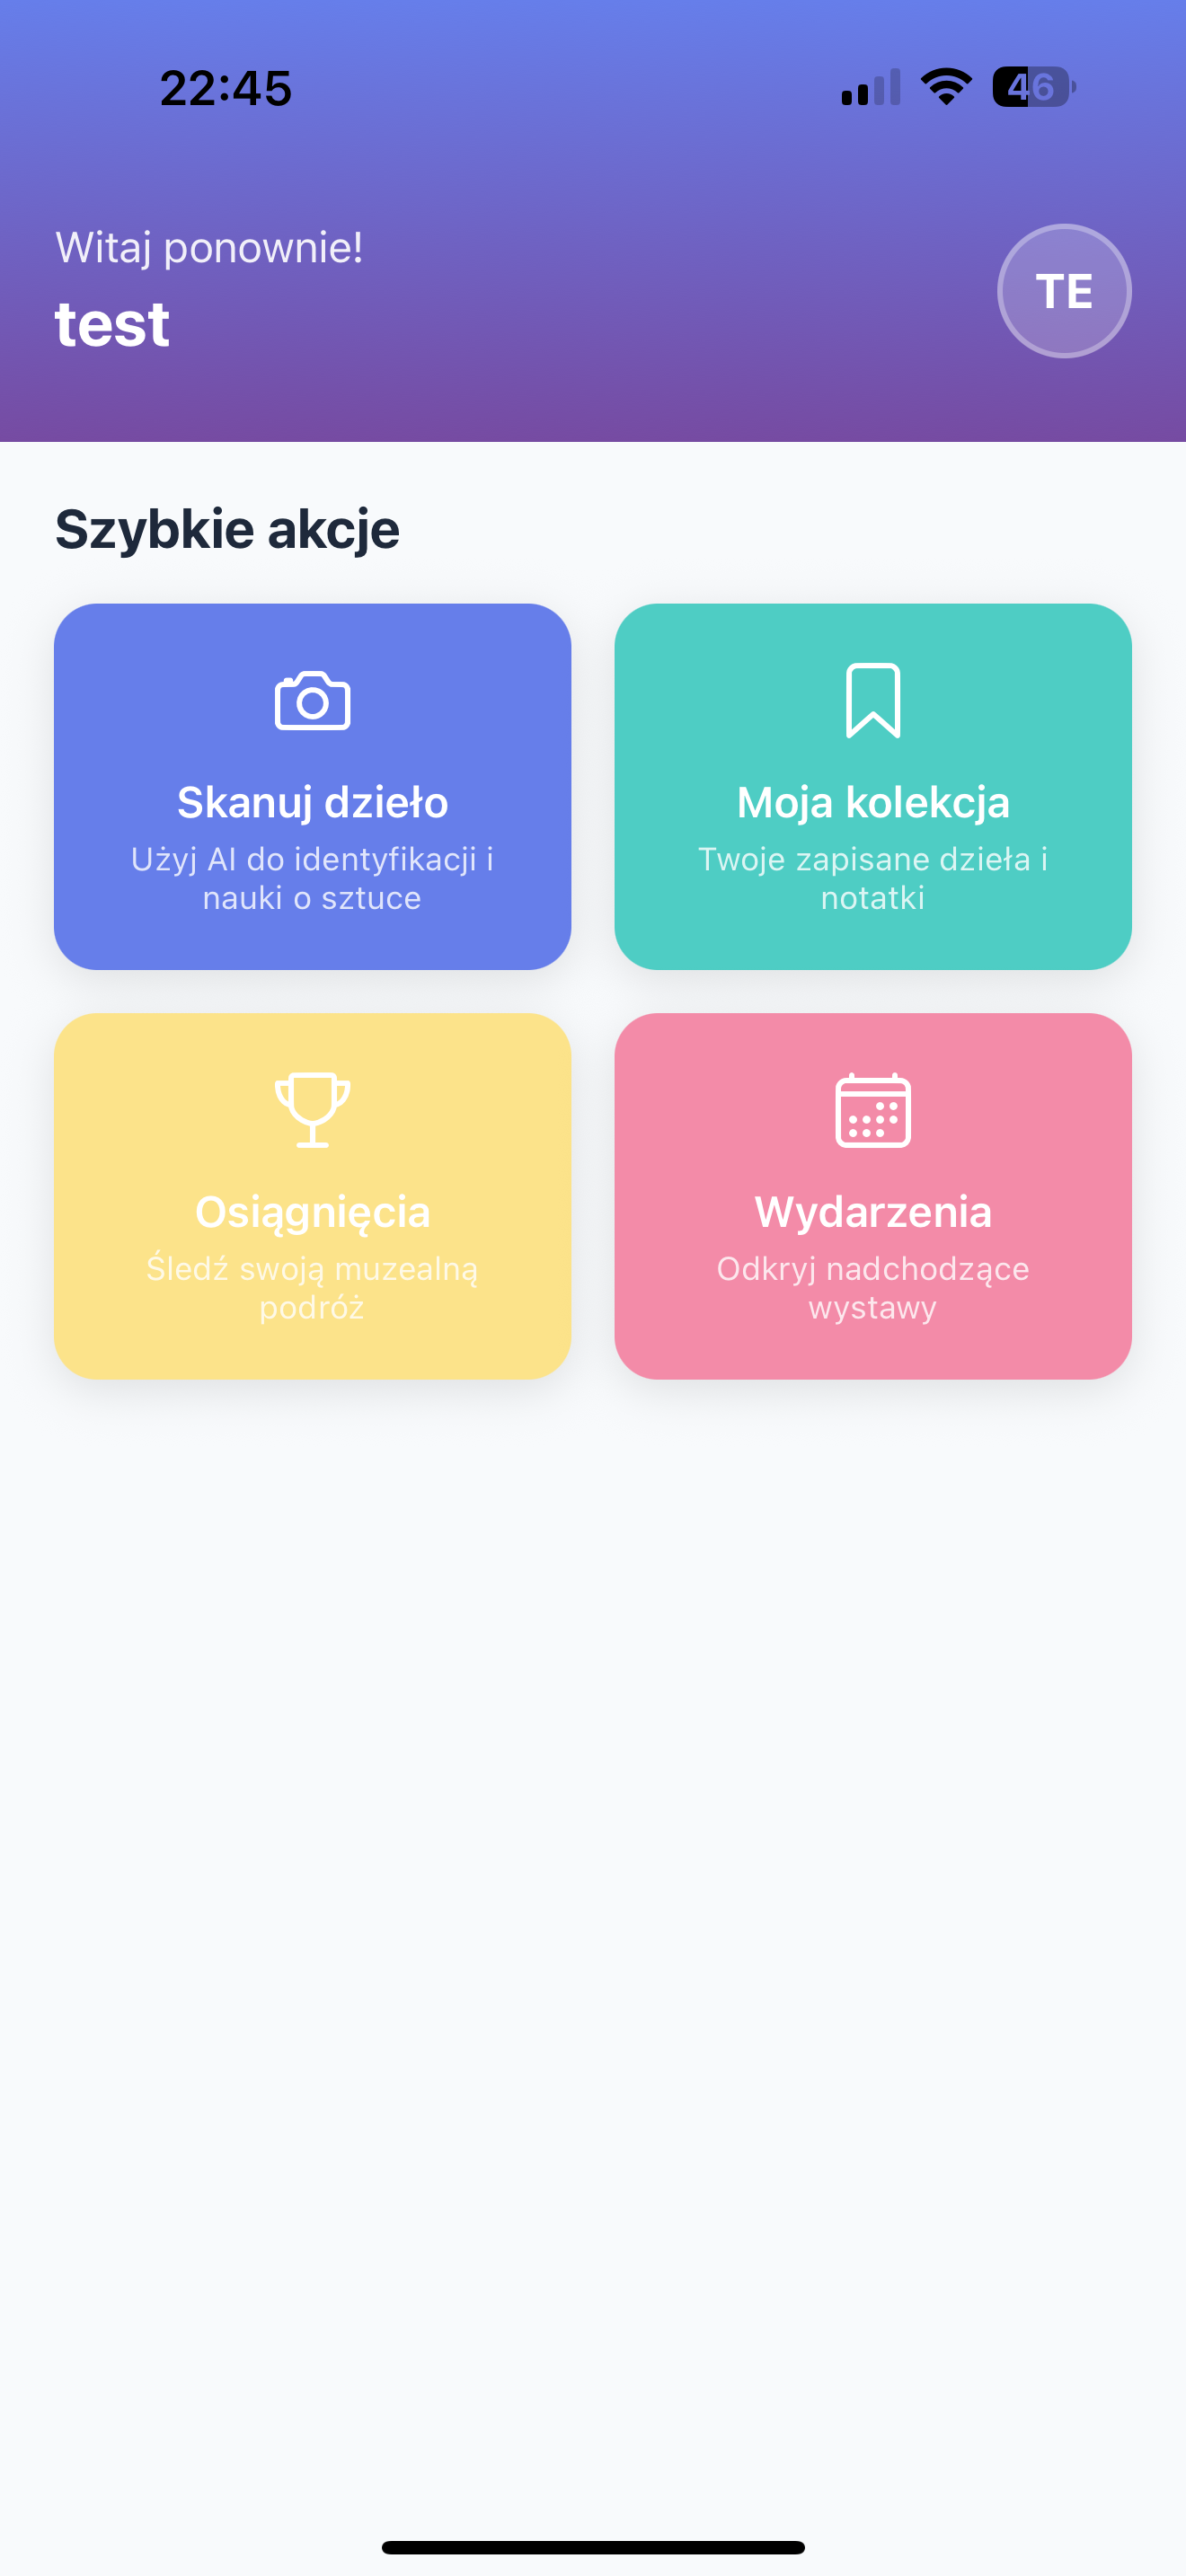 22:45
46
Witaj ponownie!
test
TE
Szybkie akcje
Skanuj dzieło
Użyj AI do identyfikacji i
nauki o sztuce
Moja kolekcja
Twoje zapisane dzieła i
notatki
Osiągnięcia
Śledź swoją muzealną
podróż
Wydarzenia
Odkryj nadchodzące
wystawy